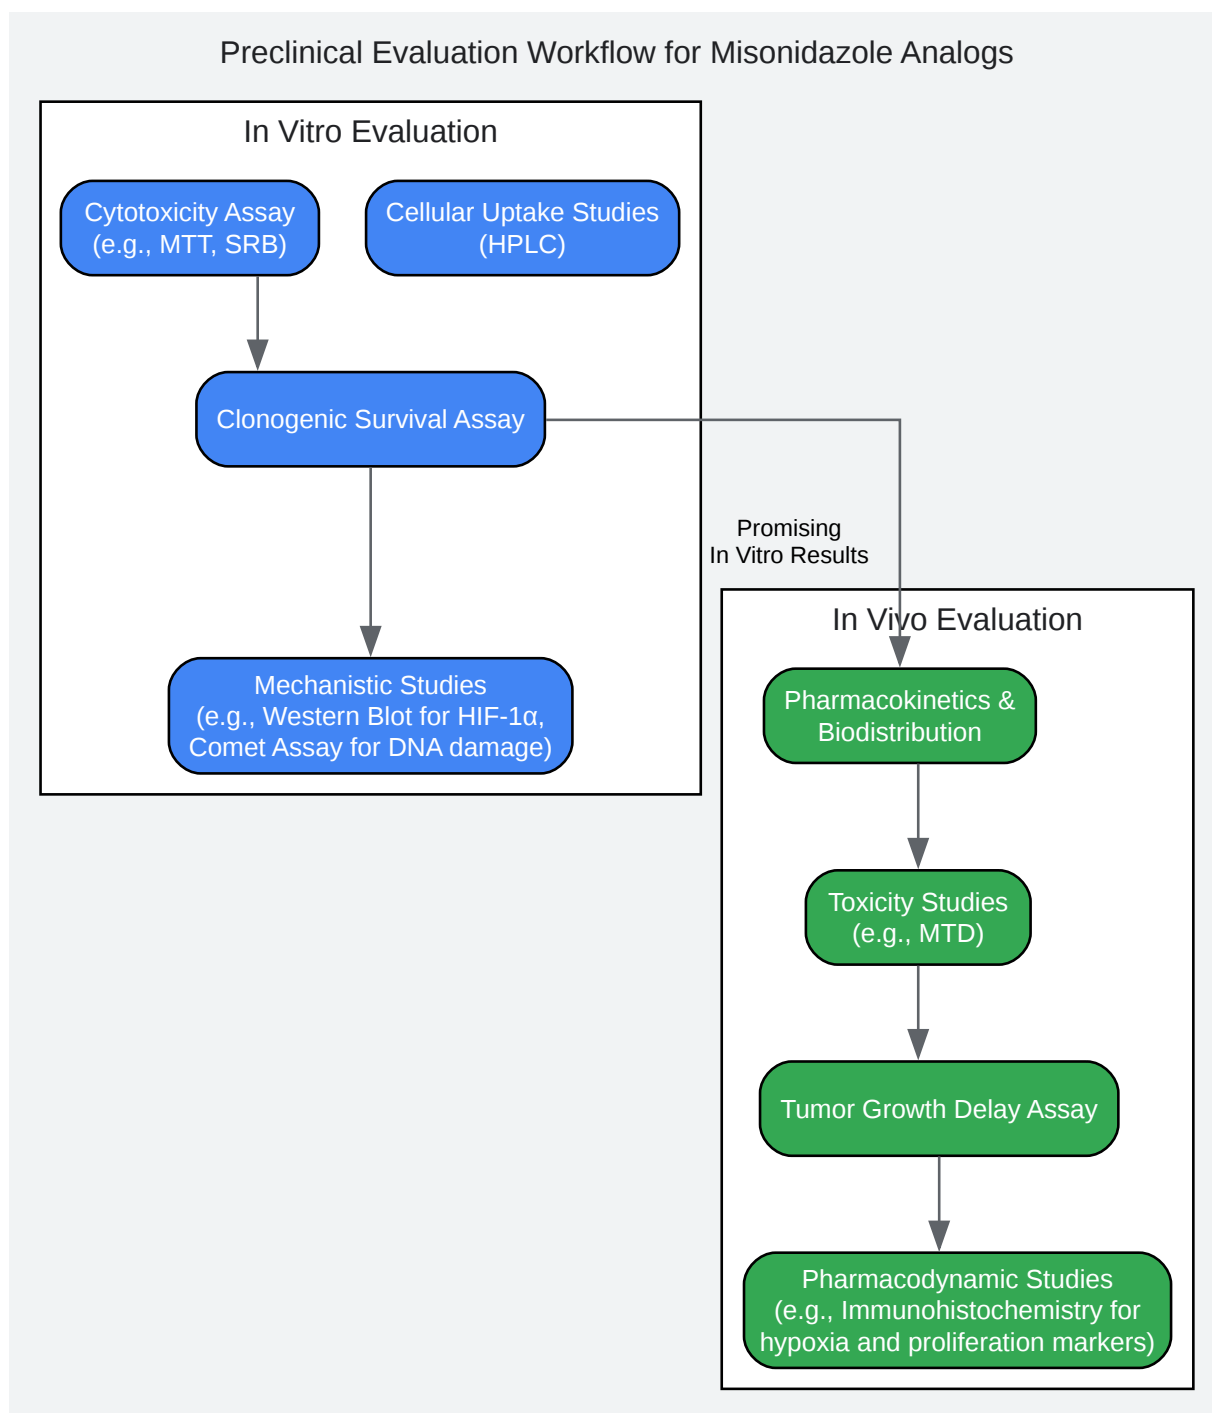 Preclinical Evaluation Workflow for Misonidazole Analogs
In Vitro Evaluation
Cytotoxicity Assay
(e.g., MTT, SRB)
Cellular Uptake Studies
(HPLC)
Clonogenic Survival Assay
Mechanistic Studies
(e.g., Western Blot for HIF-1α,
Comet Assay for DNA damage)
Promising
In Vitro Results
In Vivo Evaluation
Pharmacokinetics &
Biodistribution
Toxicity Studies
(e.g., MTD)
Tumor Growth Delay Assay
Pharmacodynamic Studies
(e.g., Immunohistochemistry for
hypoxia and proliferation markers)